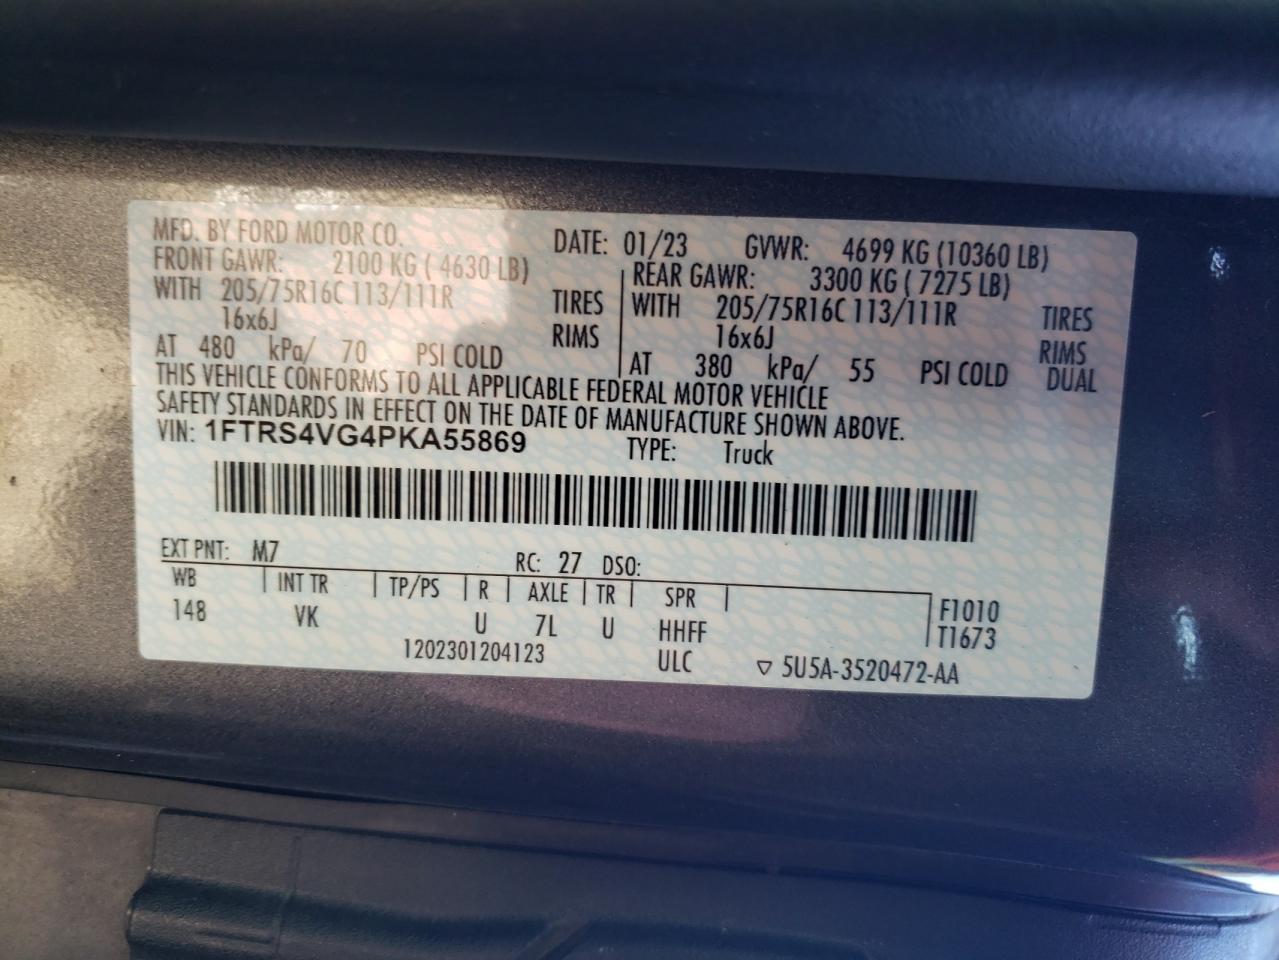 MFD. BY FORD MOTOR CO. DATE: 01/23 GVWR: 4699 KG (10360 LB)
FRONT GAWR: 2100 KG ( 4630 LB) REAR GAWR: 3300 KG ( 7275 LB)
WITH 205/75R16C 113/111R TIRES WITH 205/75R16C 113/111R TIRES
16x6J RIMS 16x6J RIMS
AT 480 kPa/ 70 PSI COLD AT 380 kPa/ 55 PSI COLD DUAL
THIS VEHICLE CONFORMS TO ALL APPLICABLE FEDERAL MOTOR VEHICLE
SAFETY STANDARDS IN EFFECT ON THE DATE OF MANUFACTURE SHOWN ABOVE.
VIN: 1FTRS4VG4PKA55869 TYPE: Truck
EXT PNT: M7 RC: 27 DSO:
WB INT TR TP/PS R AXLE TR SPR F1010
148 VK U 7L U HHFF T1673
1202301204123 ULC ▽ 5U5A-3520472-AA